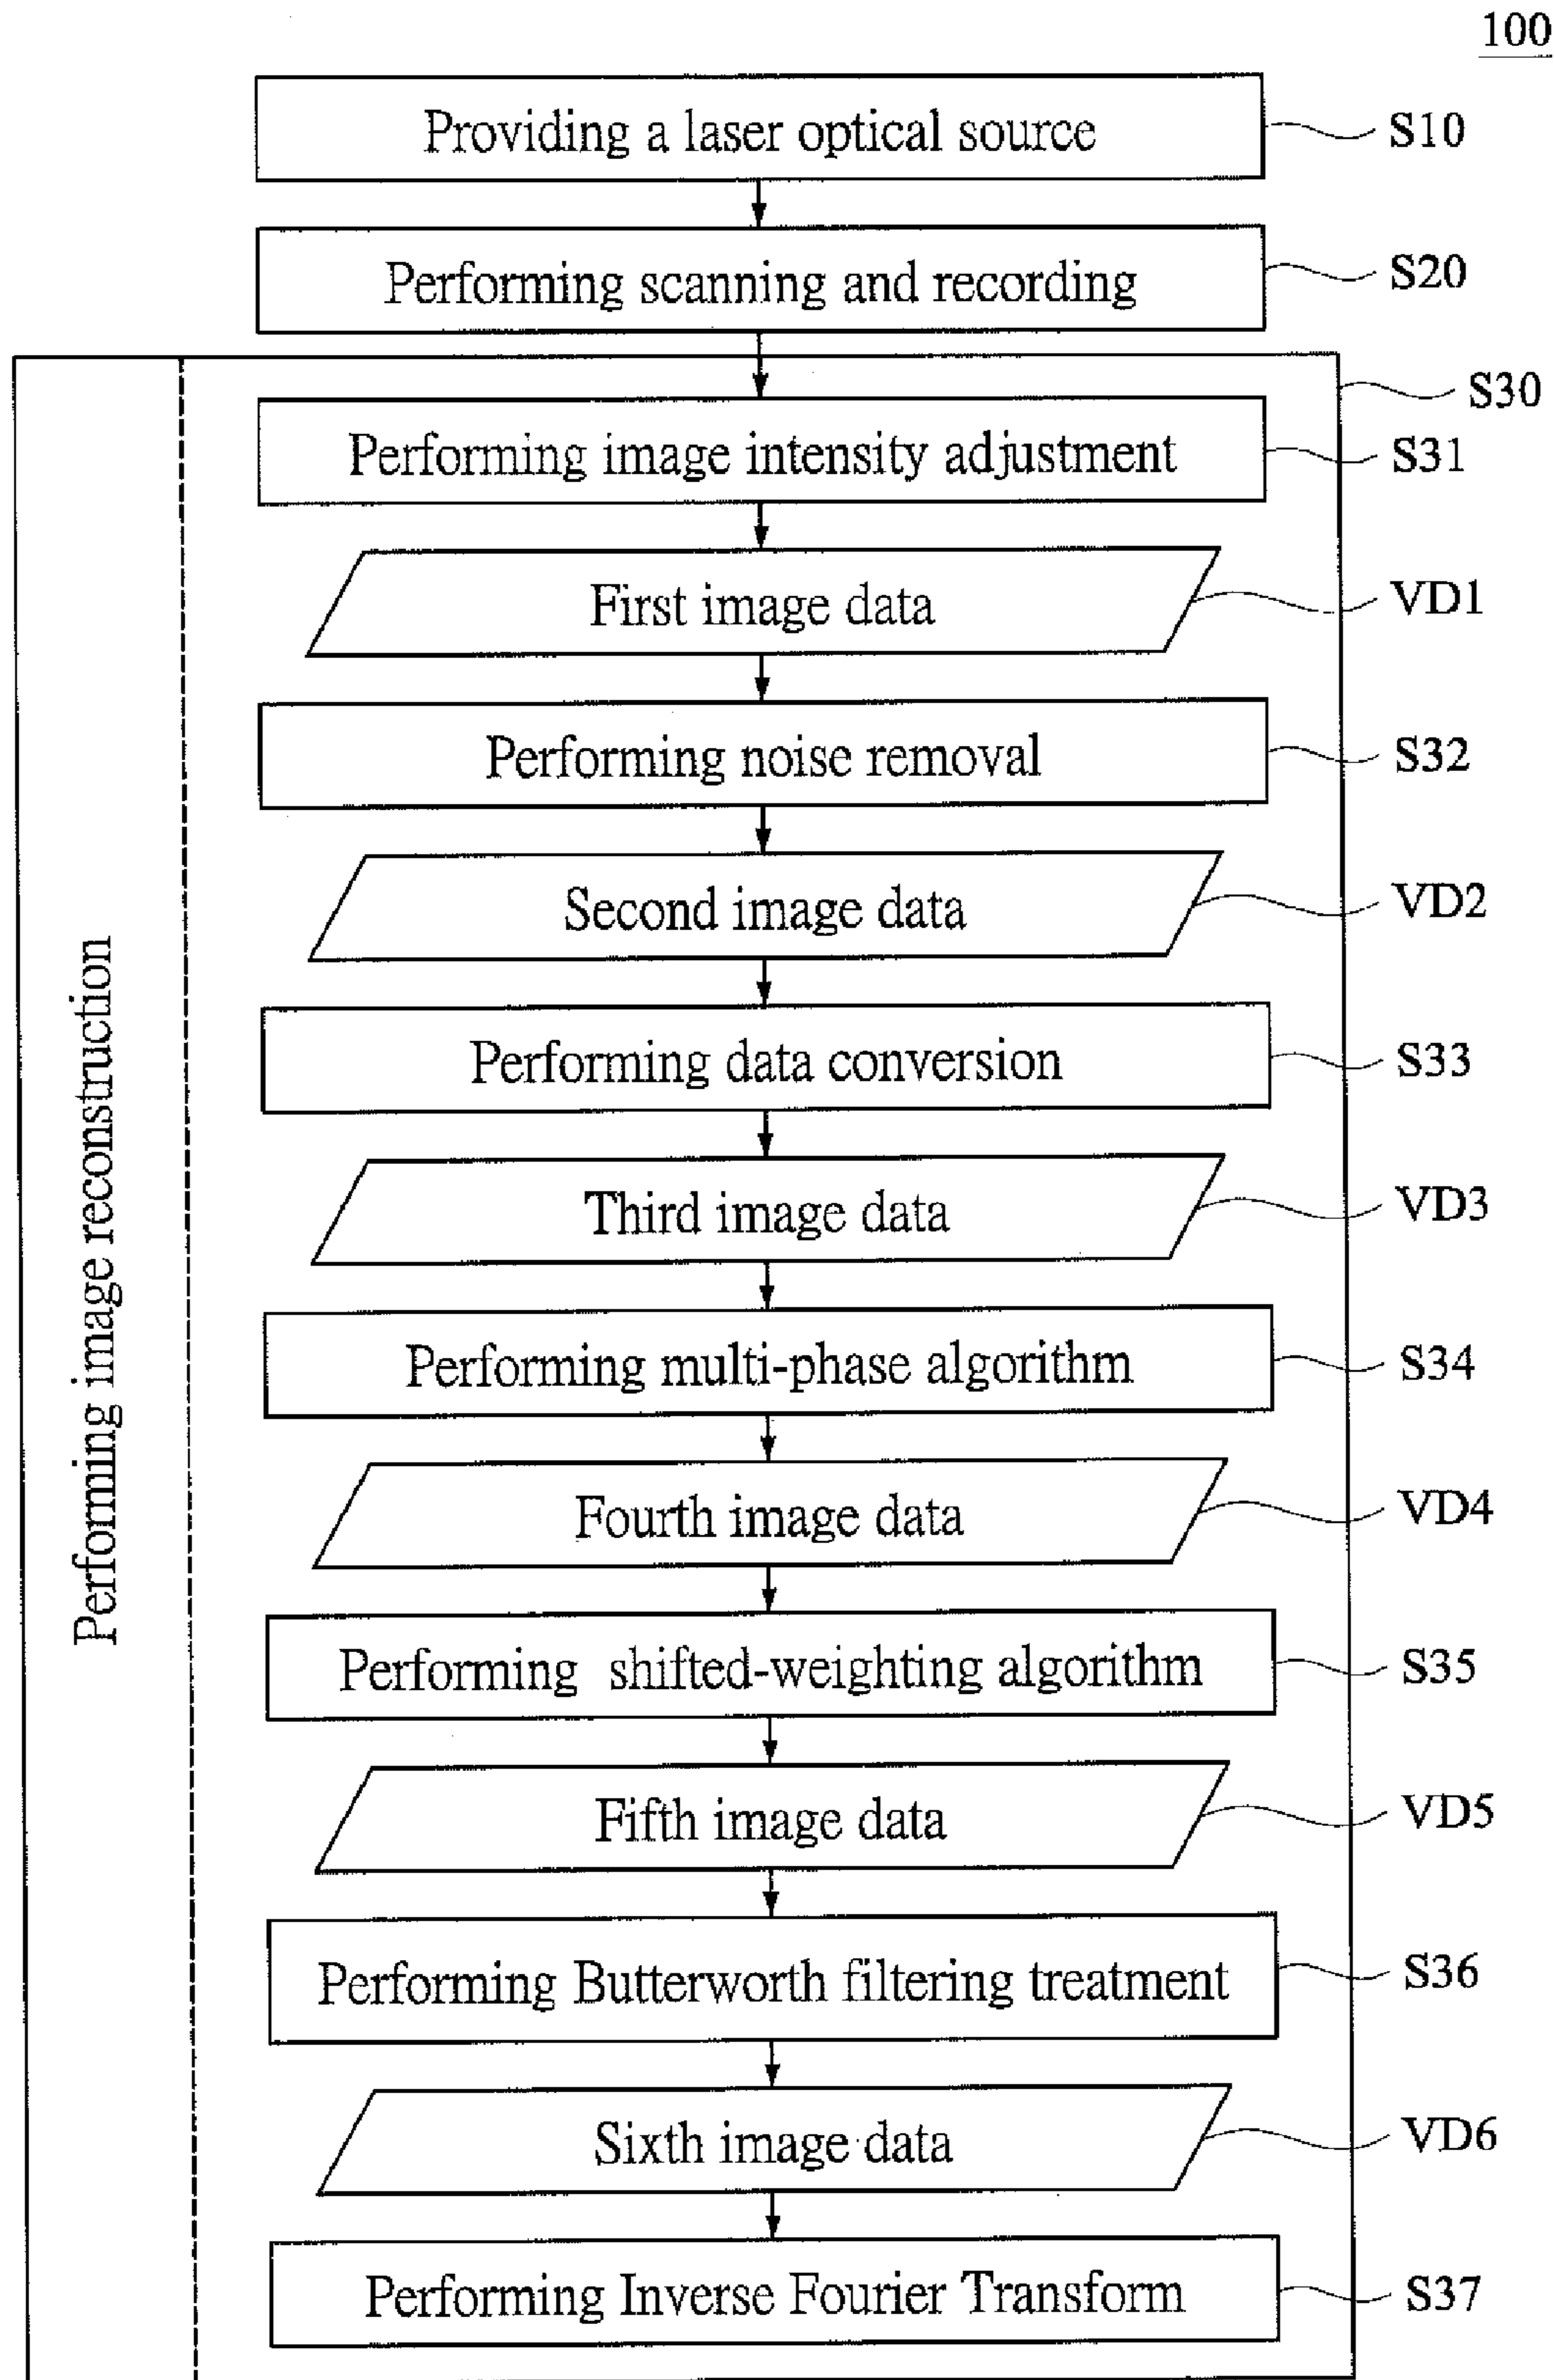 100
Providing a laser optical source
S10
Performing scanning and recording
S20
S30
Performing image reconstruction
Performing image intensity adjustment
S31
First image data
VD1
Performing noise removal
S32
Second image data
VD2
Performing data conversion
S33
Third image data
VD3
Performing multi-phase algorithm
S34
Fourth image data
VD4
Performing shifted-weighting algorithm
S35
Fifth image data
VD5
Performing Butterworth filtering treatment
S36
Sixth image data
VD6
Performing Inverse Fourier Transform
S37